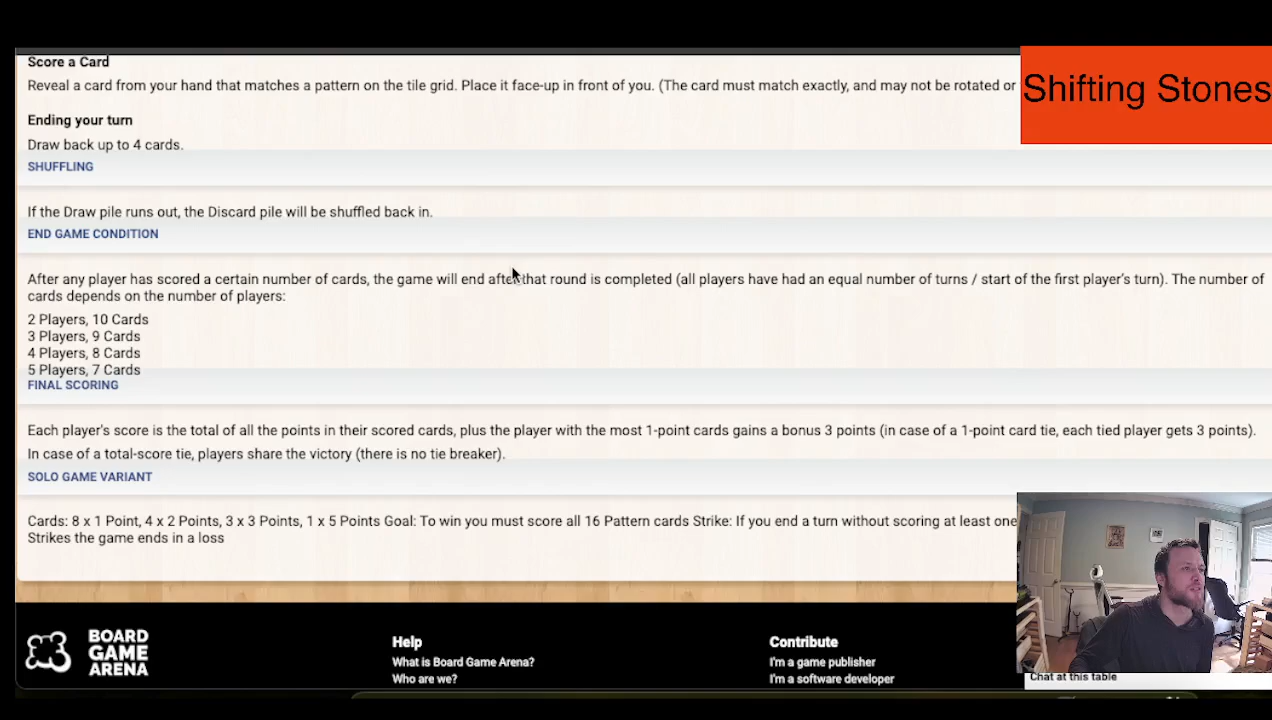 Score a Card
Reveal a card from your hand that matches a pattern on the tile grid. Place it face-up in front of you. (The card must match exactly, and may not be rotated or
Shifting Stones
Ending your turn
Draw back up to 4 cards.
SHUFFLING
If the Draw pile runs out, the Discard pile will be shuffled back in.
END GAME CONDITION
After any player has scored a certain number of cards, the game will end after that round is completed (all players have had an equal number of turns / start of the first player's turn). The number of
cards depends on the number of players:
2 Players, 10 Cards
3 Players, 9 Cards
4 Players, 8 Cards
5 Players, 7 Cards
FINAL SCORING
Each player's score is the total of all the points in their scored cards, plus the player with the most 1-point cards gains a bonus 3 points (in case of a 1-point card tie, each tied player gets 3 points).
In case of a total-score tie, players share the victory (there is no tie breaker).
SOLO GAME VARIANT
Cards: 8 x 1 Point, 4 x 2 Points, 3 x 3 Points, 1 x 5 Points Goal: To win you must score all 16 Pattern cards Strike: If you end a turn without scoring at least one
Strikes the game ends in a loss
BOARD
GAME
ARENA
Help
What is Board Game Arena?
Who are we?
Contribute
I'm a game publisher
I'm a software developer
Chat at this table